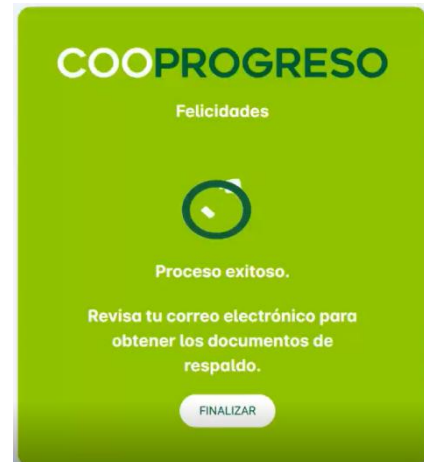 COOPROGRESO
Felicidades
Proceso exitoso.
Revisa tu correo electrónico para
obtener los documentos de
respaldo.
FINALIZAR